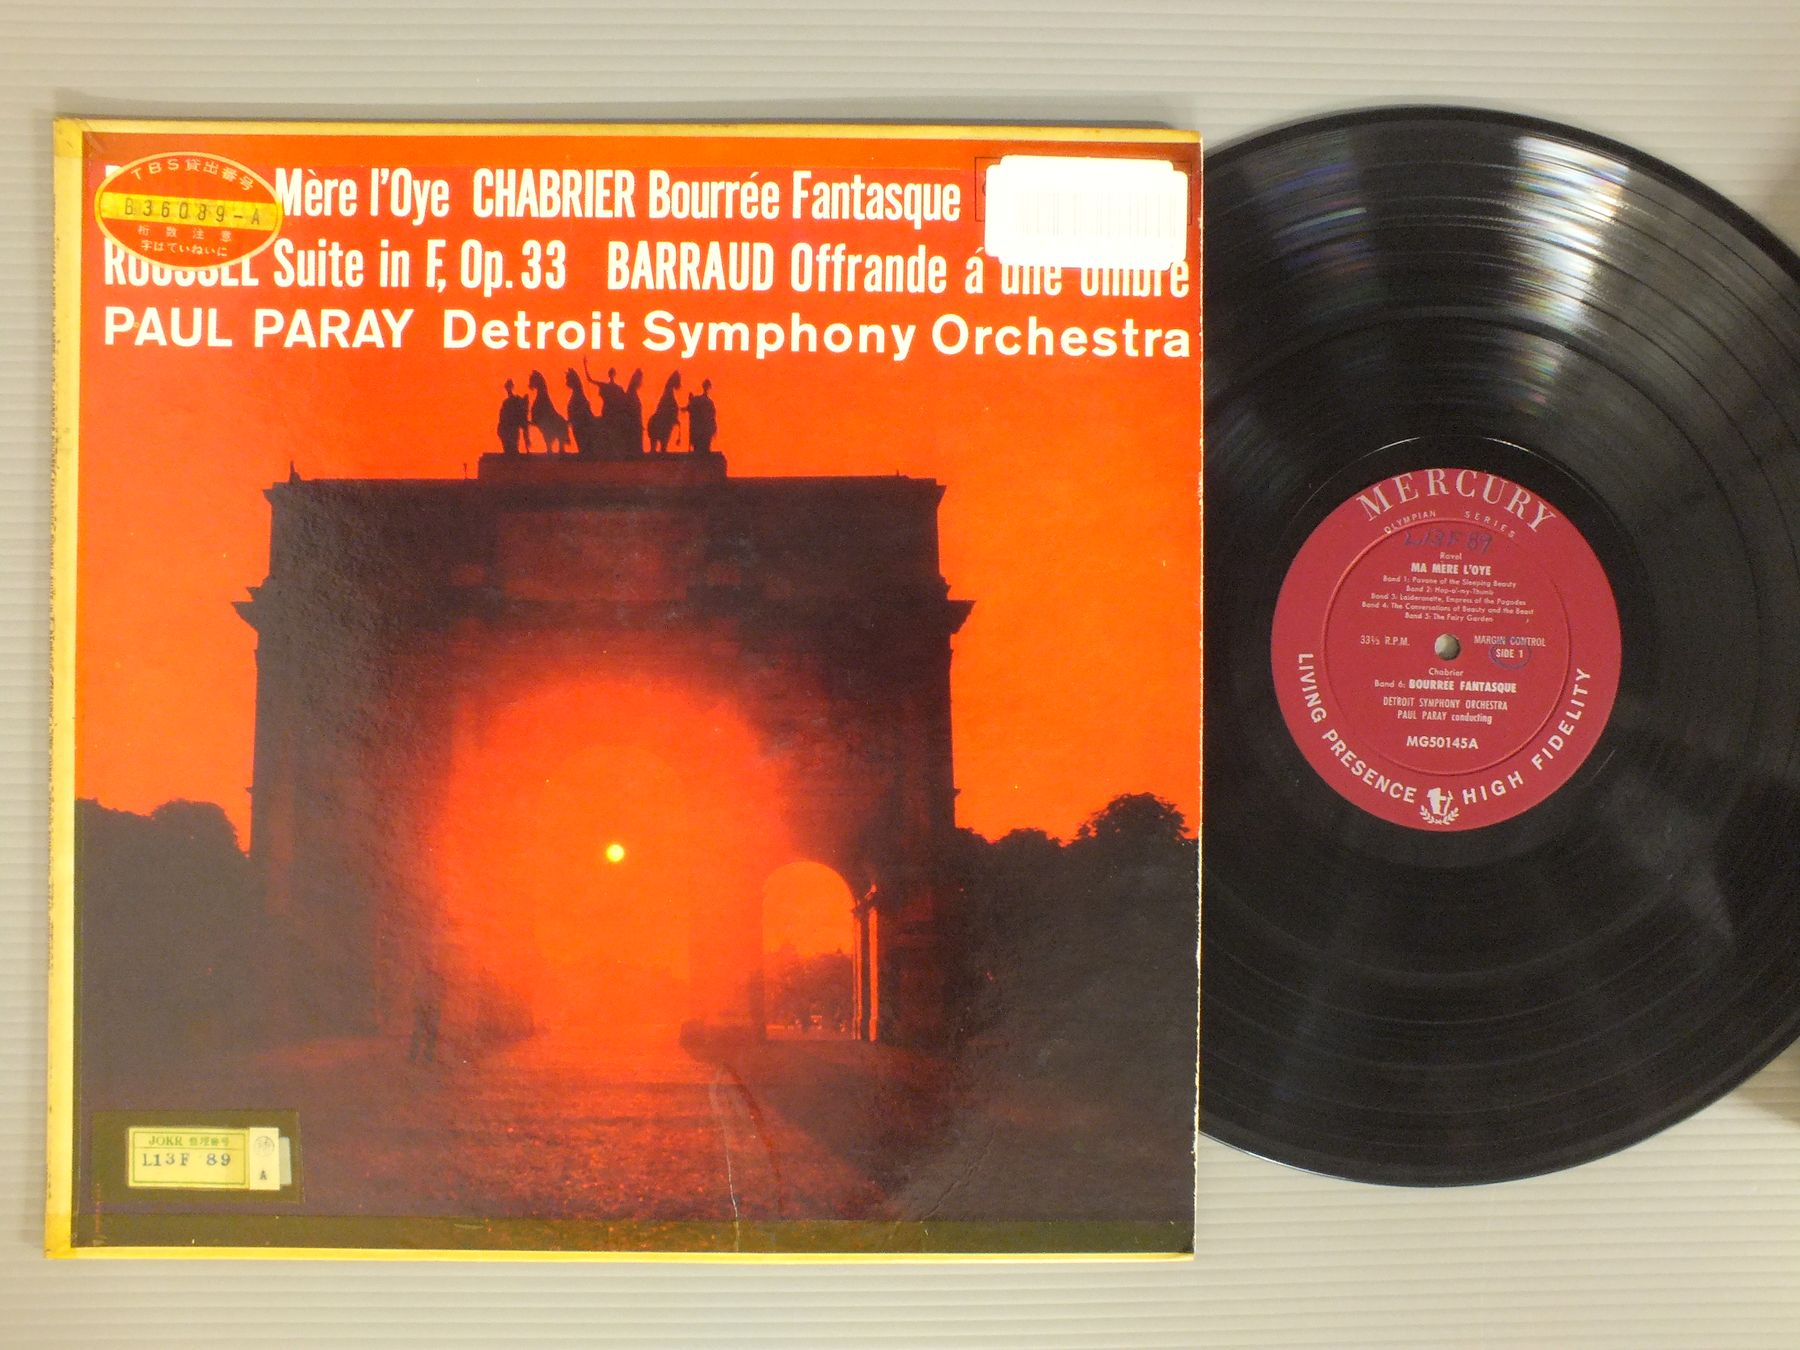 TBS貸出番号
B36089-A
桁数注意
字はていねいに
Mère l'Oye CHABRIER Bourrée Fantasque
ROUSSEL Suite in F, Op. 33 BARRAUD Offrande á une ombre
PAUL PARAY Detroit Symphony Orchestra
JOKR 整理番号
L13F 89
A
MERCURY
OLYMPIAN SERIES
L13F89
Ravel
MA MERE L'OYE
Band 1: Pavane of the Sleeping Beauty
Band 2: Hop-o'-my-Thumb
Band 3: Laideronette, Empress of the Pagodes
Band 4: The Conversations of Beauty and the Beast
Band 5: The Fairy Garden
33⅓ R.P.M. MARGIN CONTROL
SIDE 1
Chabrier
Band 6: BOURREE FANTASQUE
DETROIT SYMPHONY ORCHESTRA
PAUL PARAY conducting
MG50145A
LIVING PRESENCE HIGH FIDELITY